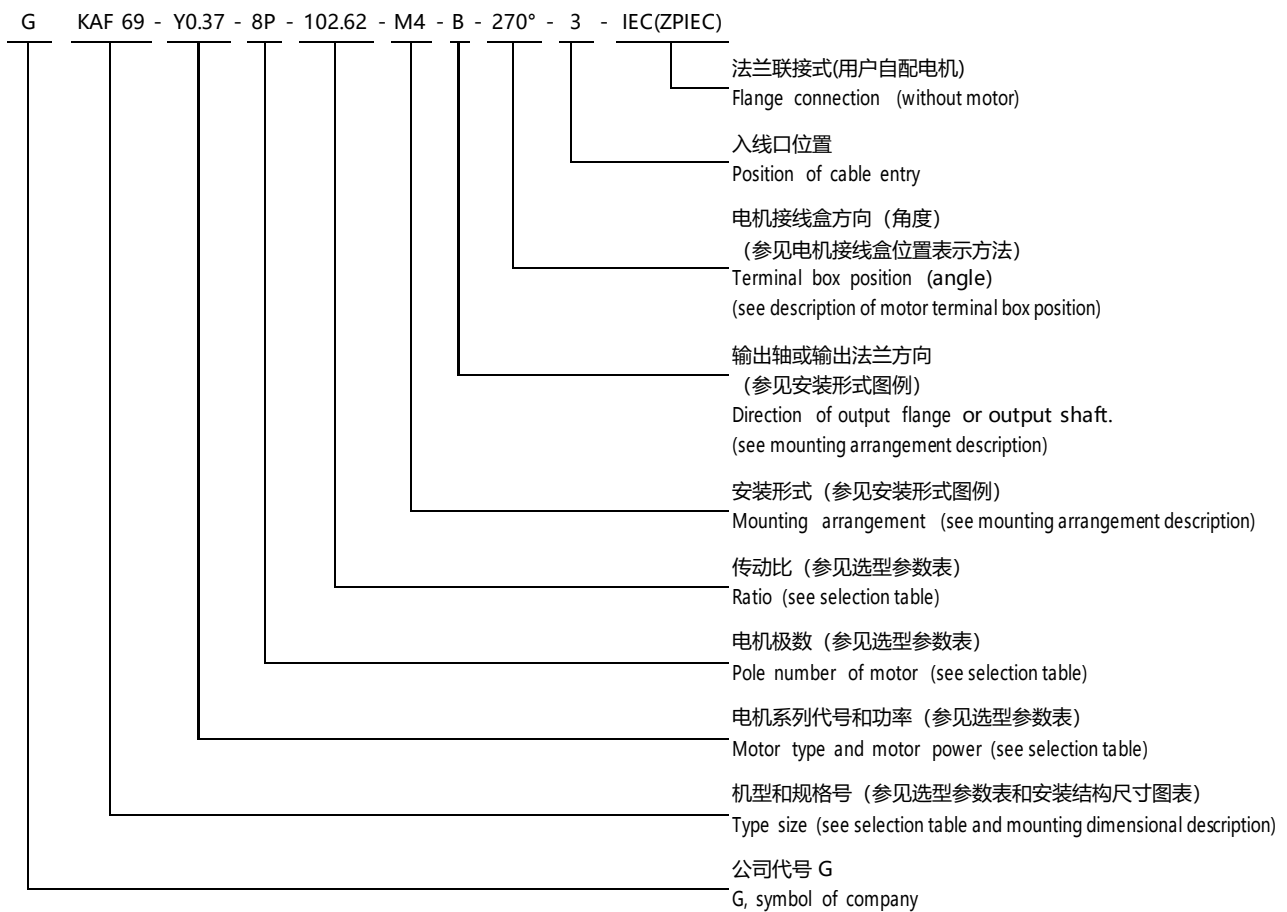 G KAF 69 - Y0.37 - 8P - 102.62 - M4 - B - 270° - 3 - IEC(ZPIEC)
法兰联接式(用户自配电机)
Flange connection (without motor)
入线口位置
Position of cable entry
电机接线盒方向（角度）
（参见电机接线盒位置表示方法）
Terminal box position (angle)
(see description of motor terminal box position)
输出轴或输出法兰方向
（参见安装形式图例）
Direction of output flange or output shaft.
(see mounting arrangement description)
安装形式（参见安装形式图例）
Mounting arrangement (see mounting arrangement description)
传动比（参见选型参数表）
Ratio (see selection table)
电机极数（参见选型参数表）
Pole number of motor (see selection table)
电机系列代号和功率（参见选型参数表）
Motor type and motor power (see selection table)
机型和规格号（参见选型参数表和安装结构尺寸图表）
Type size (see selection table and mounting dimensional description)
公司代号 G
G, symbol of company